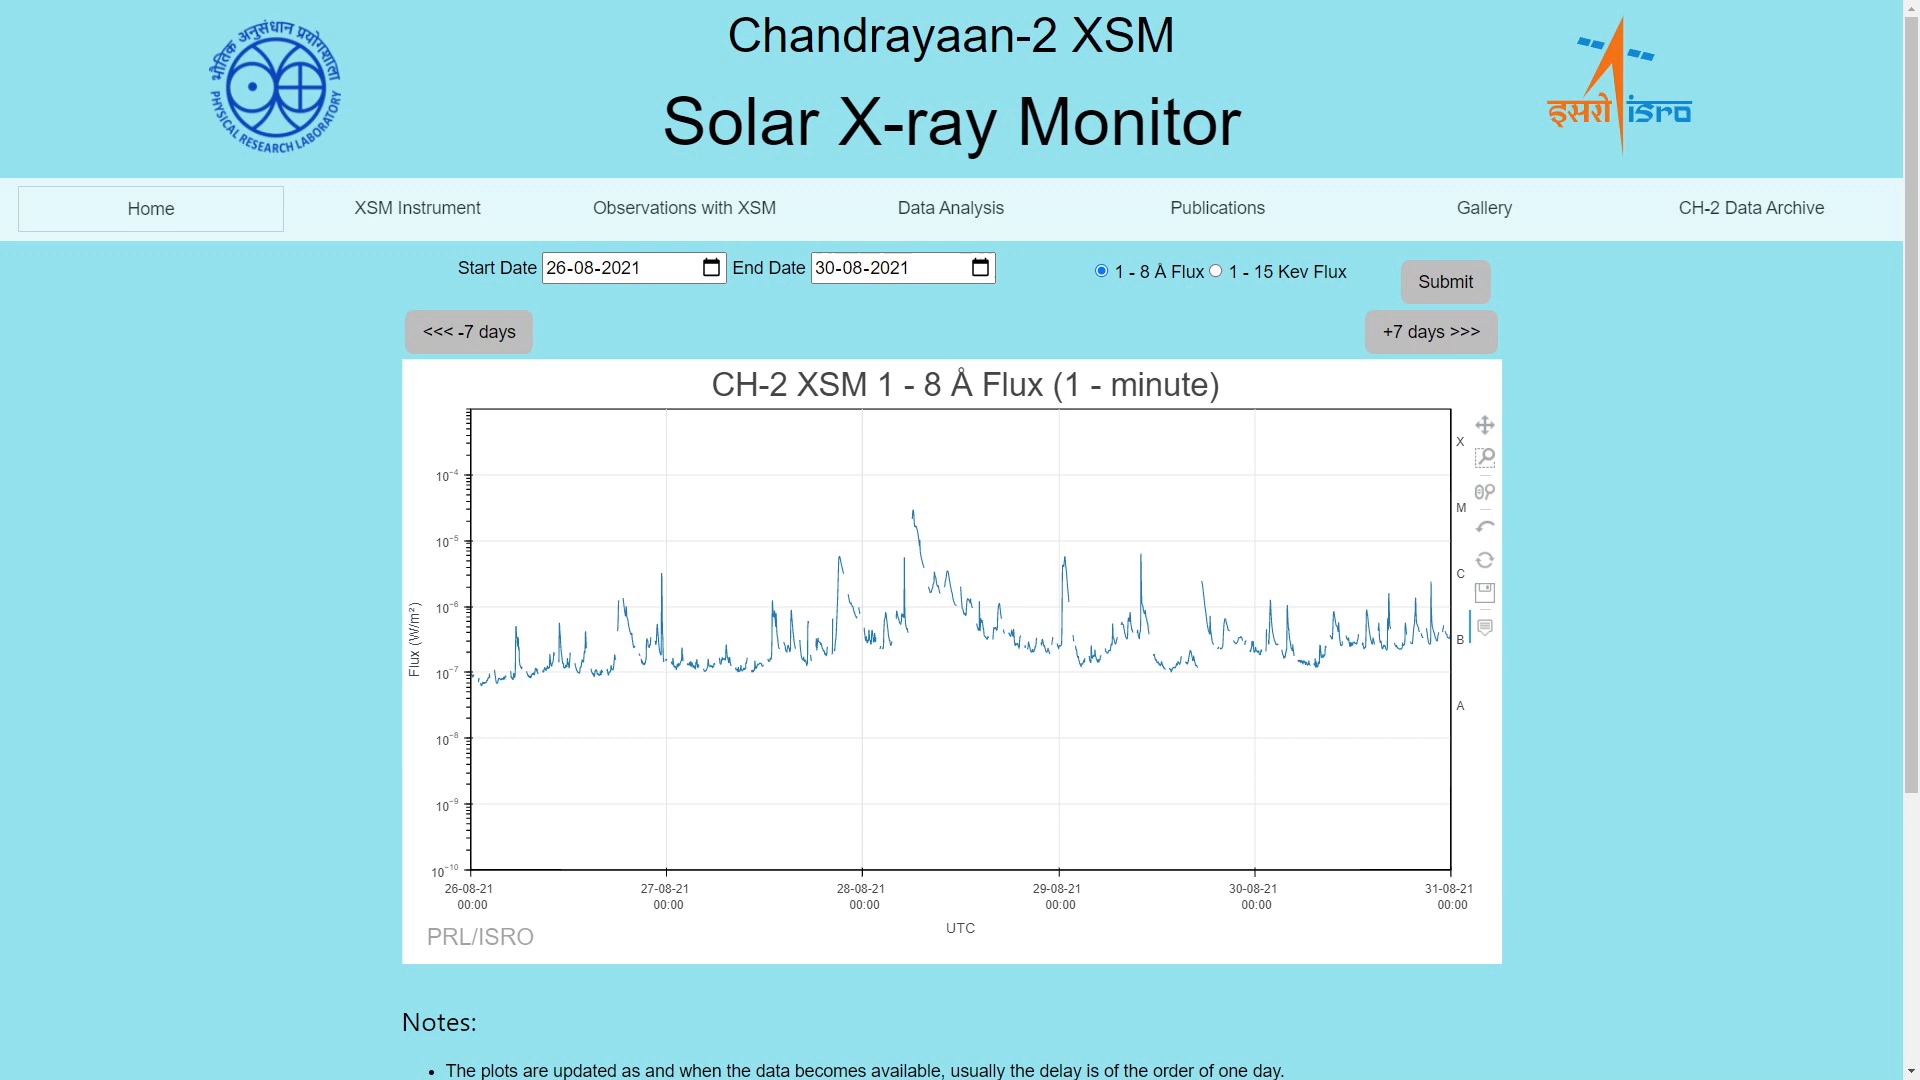 भौतिक अनुसंधान प्रयोगशाला
PHYSICAL RESEARCH LABORATORY
Chandrayaan-2 XSM
Solar X-ray Monitor
इसरो isro
Home XSM Instrument Observations with XSM Data Analysis Publications Gallery CH-2 Data Archive
Start Date 26-08-2021 End Date 30-08-2021 1 - 8 Å Flux 1 - 15 Kev Flux Submit
<<< -7 days +7 days >>>
CH-2 XSM 1 - 8 Å Flux (1 - minute)
X
10⁻⁴
M
10⁻⁵
C
10⁻⁶
B
10⁻⁷
A
10⁻⁸
10⁻⁹
10⁻¹⁰
Flux (W/m²)
26-08-21 27-08-21 28-08-21 29-08-21 30-08-21 31-08-21
00:00 00:00 00:00 00:00 00:00 00:00
UTC
PRL/ISRO
Notes:
• The plots are updated as and when the data becomes available, usually the delay is of the order of one day.